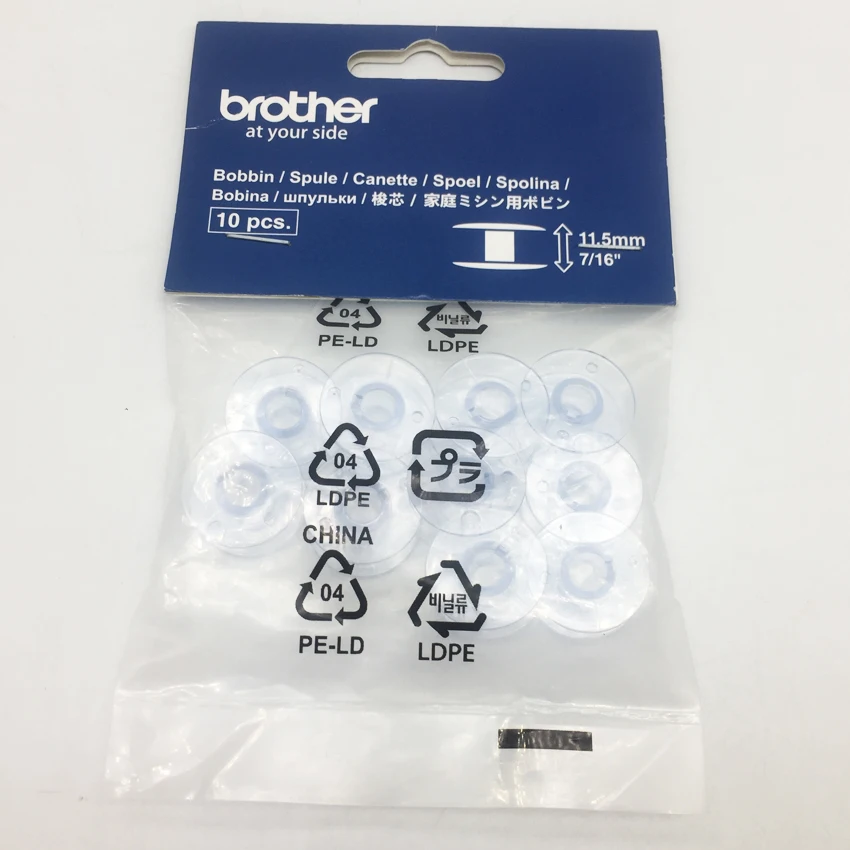 brother
at your side
Bobbin / Spule / Canette / Spoel / Spolina /
Bobina / шпульки / 梭芯 / 家庭ミシン用ボビン
10 pcs.
11.5mm
7/16"
04
PE-LD
비닐류
LDPE
04
LDPE
プラ
CHINA
04
PE-LD
비닐류
LDPE